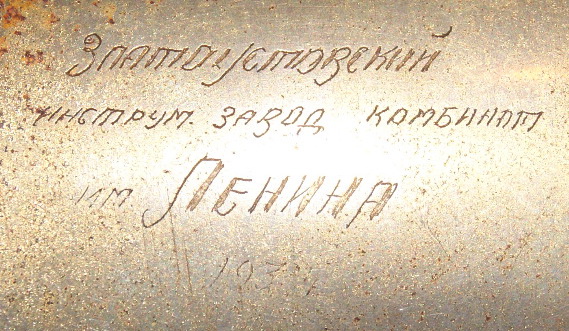 Златоустовский
инструм. завод комбинат
им Ленина